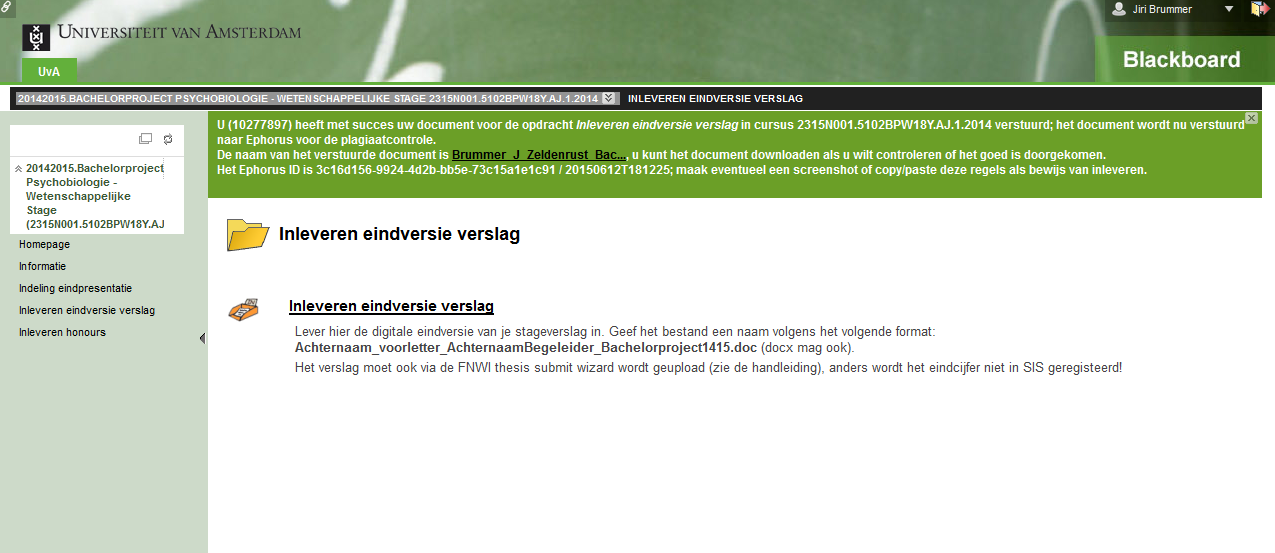 UNIVERSITEIT VAN AMSTERDAM
Jiri Brummer
UvA
Blackboard
20142015.BACHELORPROJECT PSYCHOBIOLOGIE - WETENSCHAPPELIJKE STAGE 2315N001.5102BPW18Y.AJ.1.2014 INLEVEREN EINDVERSIE VERSLAG
U (10277897) heeft met succes uw document voor de opdracht Inleveren eindversie verslag in cursus 2315N001.5102BPW18Y.AJ.1.2014 verstuurd; het document wordt nu verstuurd
naar Ephorus voor de plagiaatcontrole.
De naam van het verstuurde document is Brummer_J_Zeldenrust_Bac..., u kunt het document downloaden als u wilt controleren of het goed is doorgekomen.
Het Ephorus ID is 3c16d156-9924-4d2b-bb5e-73c15a1e1c91 / 20150612T181225; maak eventueel een screenshot of copy/paste deze regels als bewijs van inleveren.
20142015.Bachelorproject
Psychobiologie -
Wetenschappelijke
Stage
(2315N001.5102BPW18Y.AJ
Homepage
Informatie
Indeling eindpresentatie
Inleveren eindversie verslag
Inleveren honours
Inleveren eindversie verslag
Inleveren eindversie verslag
Lever hier de digitale eindversie van je stageverslag in. Geef het bestand een naam volgens het volgende format:
Achternaam_voorletter_AchternaamBegeleider_Bachelorproject1415.doc (docx mag ook).
Het verslag moet ook via de FNWI thesis submit wizard wordt geupload (zie de handleiding), anders wordt het eindcijfer niet in SIS geregisteerd!